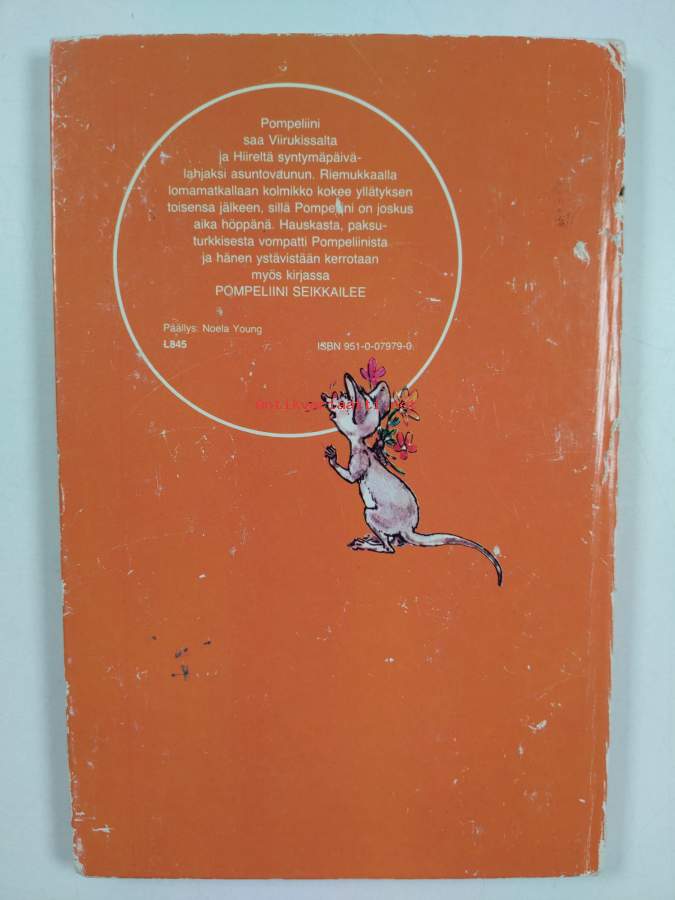 Pompeliini
saa Viirukissalta
ja Hiireltä syntymäpäivä-
lahjaksi asuntovaunun. Riemukkaalla
lomamatkallaan kolmikko kokee yllätyksen
toisensa jälkeen, sillä Pompeliini on joskus
aika höppänä. Hauskasta, paksu-
turkkisesta vompatti Pompeliinista
ja hänen ystävistään kerrotaan
myös kirjassa
POMPELIINI SEIKKAILEE
Päällys: Noela Young
Ł845 ISBN 951-0-07979-0